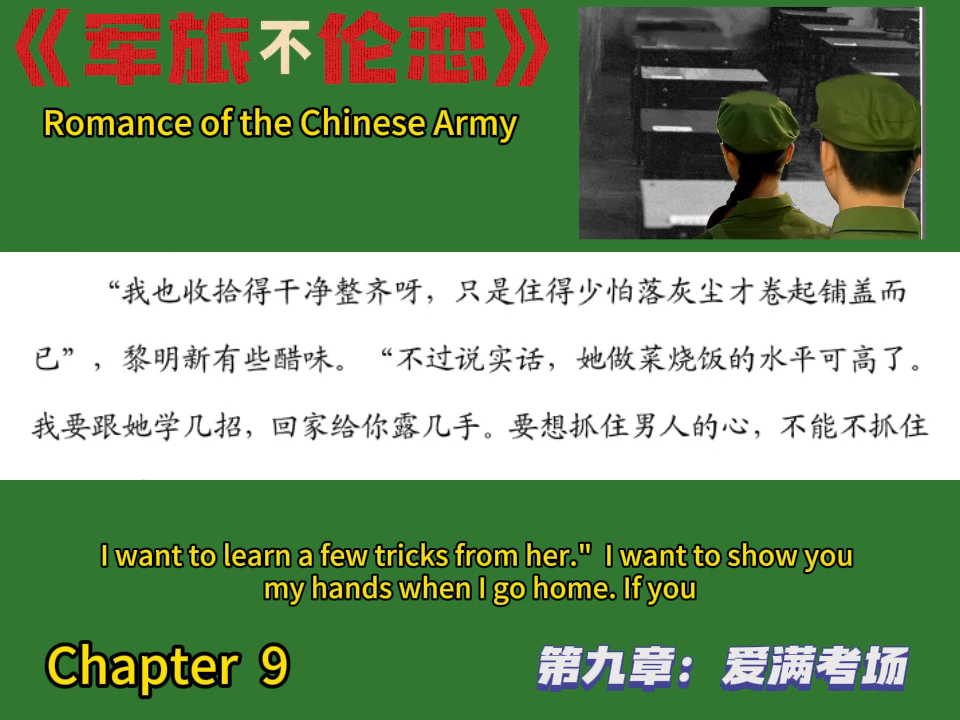 《军旅不伦恋》
Romance of the Chinese Army
“我也收拾得干净整齐呀，只是住得少怕落灰尘才卷起铺盖而
已”，黎明新有些醋味。“不过说实话，她做菜烧饭的水平可高了。
我要跟她学几招，回家给你露几手。要想抓住男人的心，不能不抓住
I want to learn a few tricks from her." I want to show you
my hands when I go home. If you
Chapter 9
第九章：爱满考场